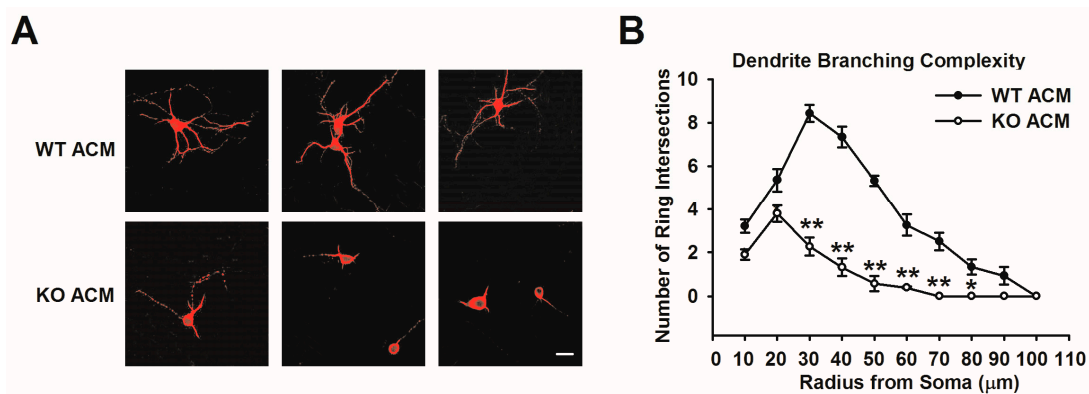 A
WT ACM
KO ACM
B
Dendrite Branching Complexity
WT ACM
KO ACM
Number of Ring Intersections
10
8
6
4
2
0
**
**
**
**
**
*
0 10 20 30 40 50 60 70 80 100 110
Radius from Soma (μm)